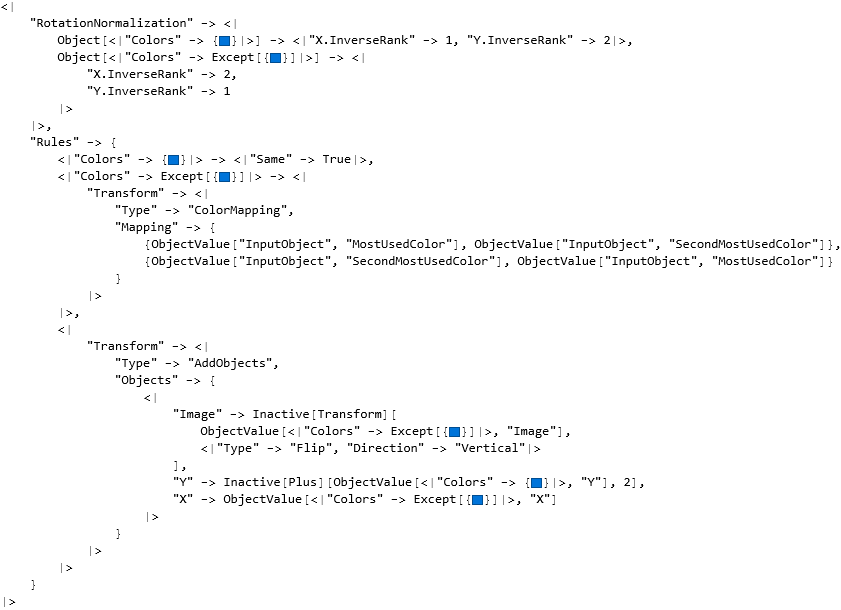 <|
"RotationNormalization" -> <|
Object[<|"Colors" -> {■}|>] -> <|"X.InverseRank" -> 1, "Y.InverseRank" -> 2|>,
Object[<|"Colors" -> Except[{■}]|>] -> <|
"X.InverseRank" -> 2,
"Y.InverseRank" -> 1
|>
|>,
"Rules" -> {
<|"Colors" -> {■}|> -> <|"Same" -> True|>,
<|"Colors" -> Except[{■}]|> -> <|
"Transform" -> <|
"Type" -> "ColorMapping",
"Mapping" -> {
{ObjectValue["InputObject", "MostUsedColor"], ObjectValue["InputObject", "SecondMostUsedColor"]},
{ObjectValue["InputObject", "SecondMostUsedColor"], ObjectValue["InputObject", "MostUsedColor"]}
}
|>
|>,
<|
"Transform" -> <|
"Type" -> "AddObjects",
"Objects" -> {
<|
"Image" -> Inactive[Transform][
ObjectValue[<|"Colors" -> Except[{■}]|>, "Image"],
<|"Type" -> "Flip", "Direction" -> "Vertical"|>
],
"Y" -> Inactive[Plus][ObjectValue[<|"Colors" -> {■}|>, "Y"], 2],
"X" -> ObjectValue[<|"Colors" -> Except[{■}]|>, "X"]
|>
}
|>
|>
}
|>